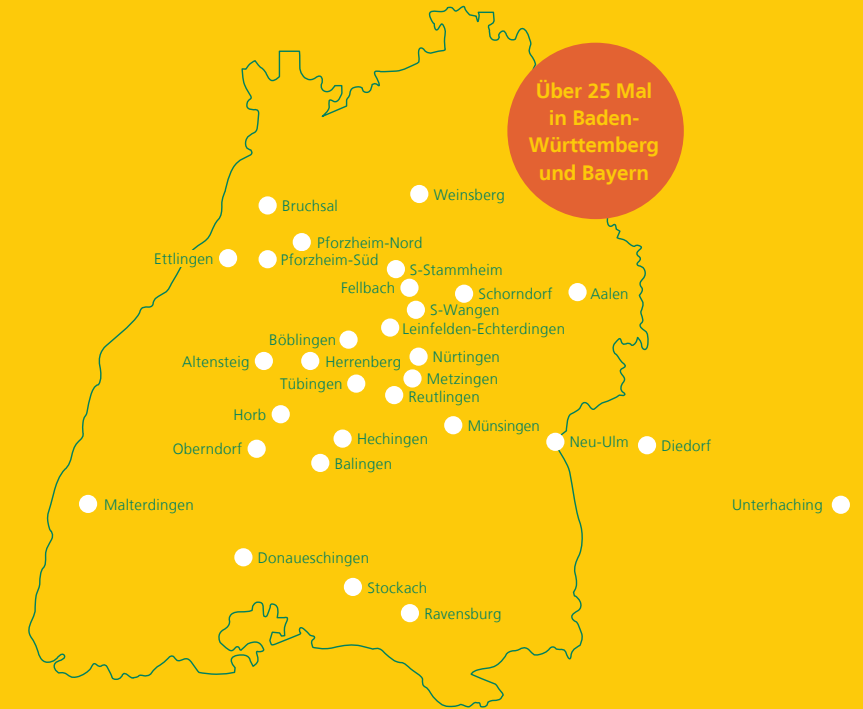 Über 25 Mal
in Baden-
Württemberg
und Bayern
Weinsberg
Bruchsal
Pforzheim-Nord
Ettlingen
Pforzheim-Süd
S-Stammheim
Fellbach
Schorndorf
Aalen
S-Wangen
Leinfelden-Echterdingen
Böblingen
Altensteig
Herrenberg
Nürtingen
Tübingen
Metzingen
Reutlingen
Horb
Münsingen
Hechingen
Neu-Ulm
Diedorf
Oberndorf
Balingen
Malterdingen
Unterhaching
Donaueschingen
Stockach
Ravensburg